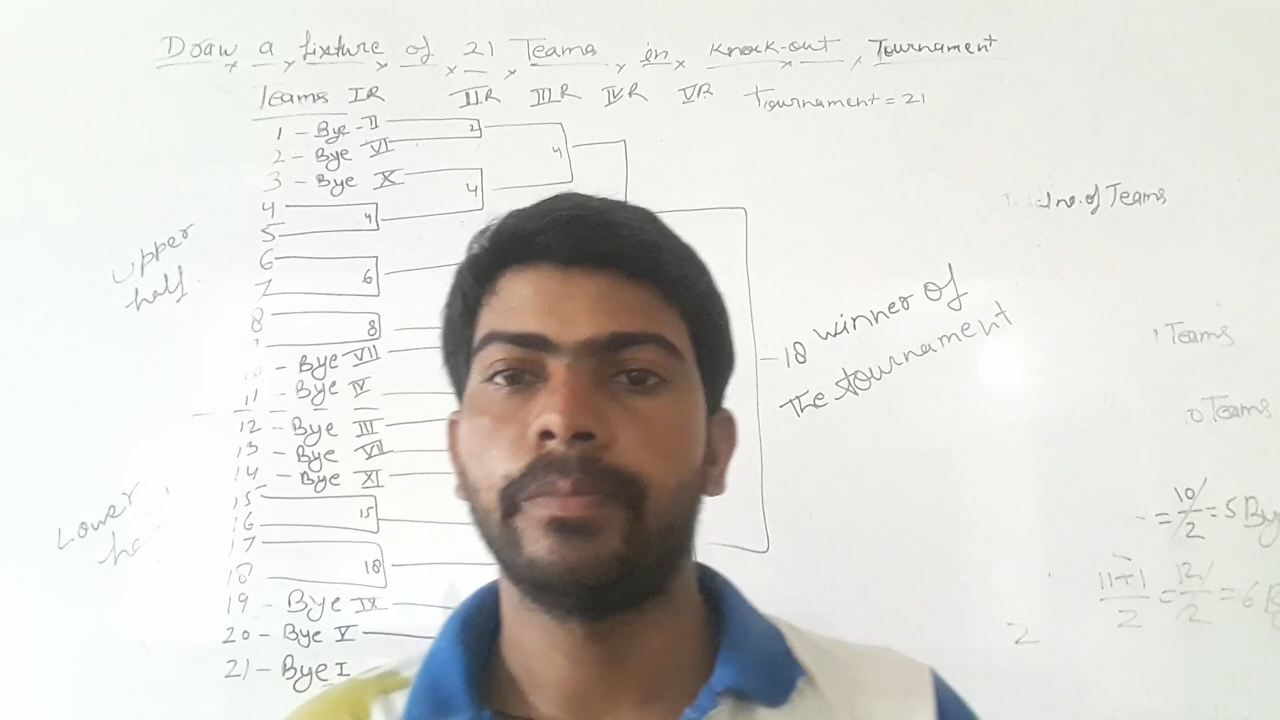 Draw a fixture of 21 Teams in Knock-out Tournament
Teams IR IIR IIIR IVR VR Tournament = 21
1 - Bye - II 2
2 - Bye VI 4
3 - Bye X 4
4 4
5
6
7 6
8 8
- Bye VII
11 - Bye IV
12 - Bye III
13 - Bye VII
14 - Bye XI
15 15
16
17
18 18
19 - Bye IX
20 - Bye V
21 - Bye I
upper
half.
Lower
18 winner of
The tournament
no. of Teams
Teams
0 Teams
= 10/2 = 5 By
11+1/2 = 12/2 = 6 B
2